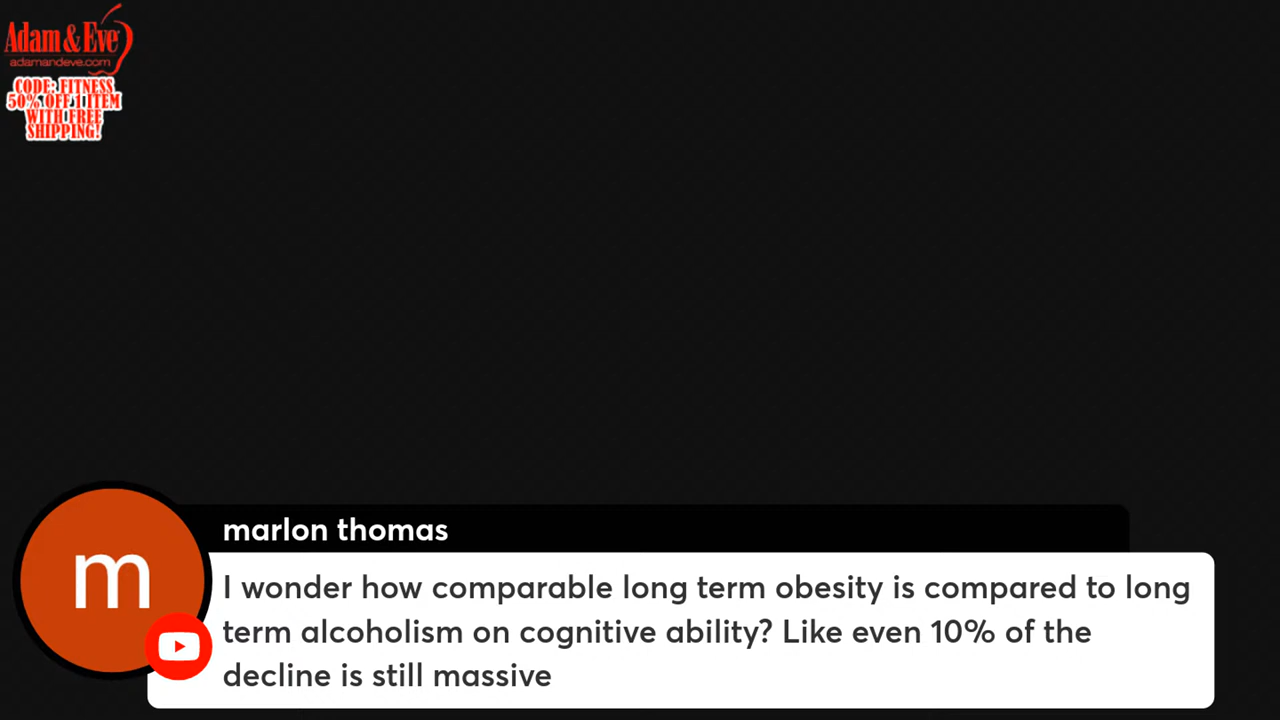 Adam & Eve
adamandeve.com
CODE: FITNESS
50% OFF 1 ITEM
WITH FREE
SHIPPING!
marlon thomas
m
I wonder how comparable long term obesity is compared to long
term alcoholism on cognitive ability? Like even 10% of the
decline is still massive